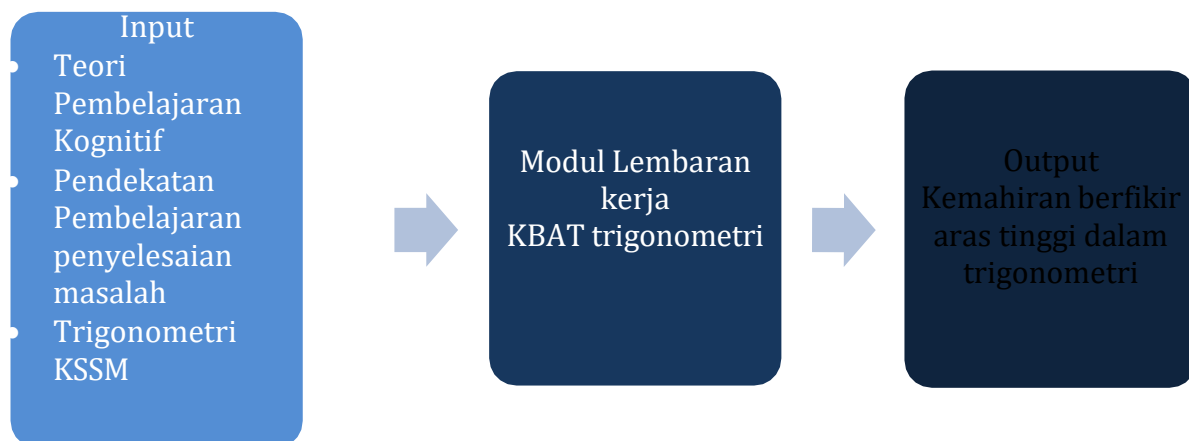 Input
• Teori
Pembelajaran
Kognitif
• Pendekatan
Pembelajaran
penyelesaian
masalah
• Trigonometri
KSSM
Modul Lembaran
kerja
KBAT trigonometri
Output
Kemahiran berfikir
aras tinggi dalam
trigonometri